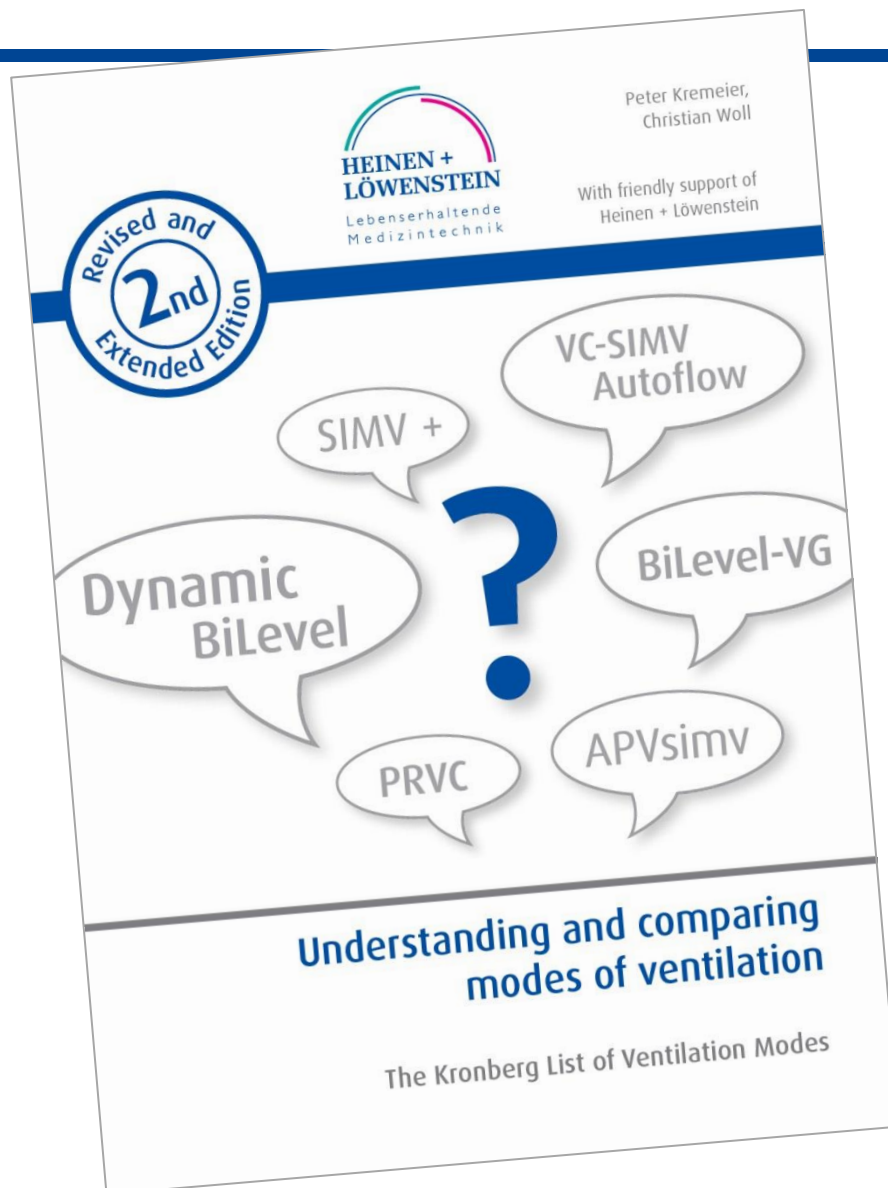 Peter Kremeier,
Christian Woll
HEINEN +
LÖWENSTEIN
Lebenserhaltende
Medizintechnik
With friendly support of
Heinen + Löwenstein
Revised and
2nd
Extended Edition
VC-SIMV
Autoflow
SIMV +
?
BiLevel-VG
Dynamic
BiLevel
APVsimv
PRVC
Understanding and comparing
modes of ventilation
The Kronberg List of Ventilation Modes